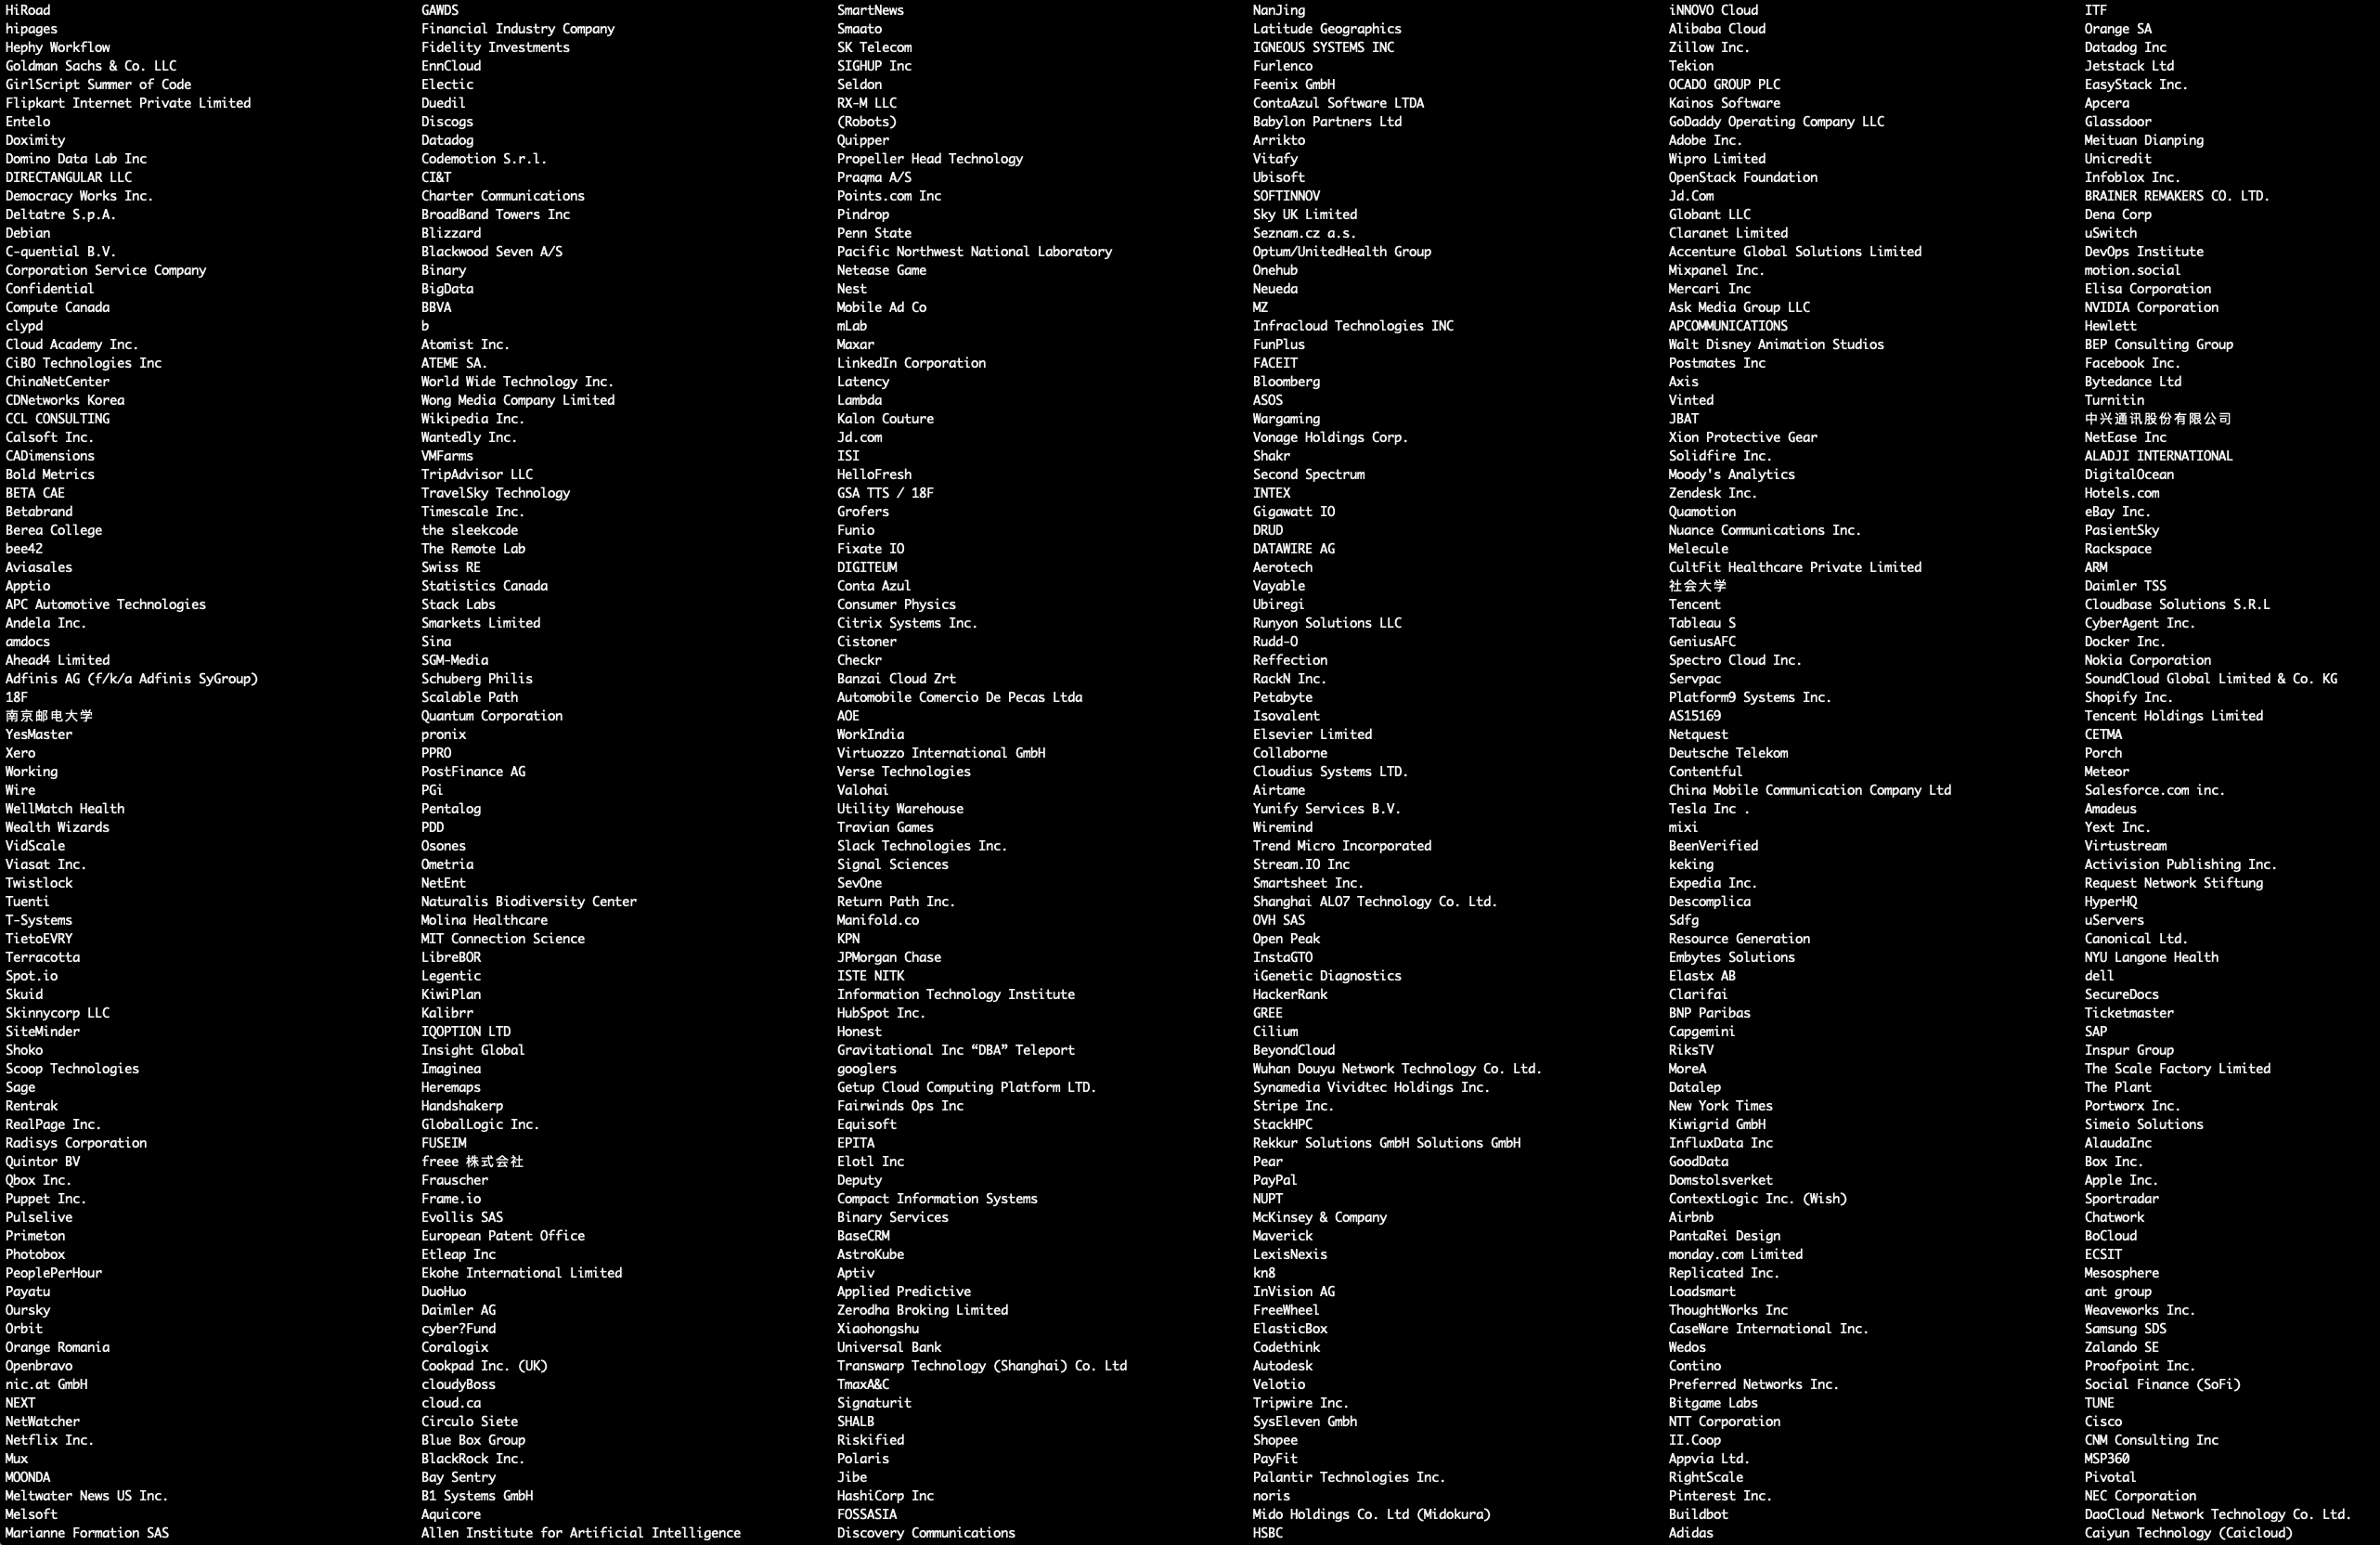 HiRoad
hipages
Hephy Workflow
Goldman Sachs & Co. LLC
GirlScript Summer of Code
Flipkart Internet Private Limited
Entelo
Doximity
Domino Data Lab Inc
DIRECTANGULAR LLC
Democracy Works Inc.
Deltatre S.p.A.
Debian
C-quential B.V.
Corporation Service Company
Confidential
Compute Canada
clypd
Cloud Academy Inc.
CiBO Technologies Inc
ChinaNetCenter
CDNetworks Korea
CCL CONSULTING
Calsoft Inc.
CADimensions
Bold Metrics
BETA CAE
Betabrand
Berea College
bee42
Aviasales
Apptio
APC Automotive Technologies
Andela Inc.
amdocs
Ahead4 Limited
Adfinis AG (f/k/a Adfinis SyGroup)
18F
南京邮电大学
YesMaster
Xero
Working
Wire
WellMatch Health
Wealth Wizards
VidScale
Viasat Inc.
Twistlock
Tuenti
T-Systems
TietoEVRY
Terracotta
Spot.io
Skuid
Skinnycorp LLC
SiteMinder
Shoko
Scoop Technologies
Sage
Rentrak
RealPage Inc.
Radisys Corporation
Quintor BV
Qbox Inc.
Puppet Inc.
Pulselive
Primeton
Photobox
PeoplePerHour
Payatu
Oursky
Orbit
Orange Romania
Openbravo
nic.at GmbH
NEXT
NetWatcher
Netflix Inc.
Mux
MOONDA
Meltwater News US Inc.
Melsoft
Marianne Formation SAS
GAWDS
Financial Industry Company
Fidelity Investments
EnnCloud
Electic
Duedil
Discogs
Datadog
Codemotion S.r.l.
CI&T
Charter Communications
BroadBand Towers Inc
Blizzard
Blackwood Seven A/S
Binary
BigData
BBVA
b
Atomist Inc.
ATEME SA.
World Wide Technology Inc.
Wong Media Company Limited
Wikipedia Inc.
Wantedly Inc.
VMFarms
TripAdvisor LLC
TravelSky Technology
Timescale Inc.
the sleekcode
The Remote Lab
Swiss RE
Statistics Canada
Stack Labs
Smarkets Limited
Sina
SGM-Media
Schuberg Philis
Scalable Path
Quantum Corporation
pronix
PPRO
PostFinance AG
PGi
Pentalog
PDD
Osones
Ometria
NetEnt
Naturalis Biodiversity Center
Molina Healthcare
MIT Connection Science
LibreBOR
Legentic
KiwiPlan
Kalibrr
IQOPTION LTD
Insight Global
Imaginea
Heremaps
Handshakerp
GlobalLogic Inc.
FUSEIM
freee 株式会社
Frauscher
Frame.io
Evollis SAS
European Patent Office
Etleap Inc
Ekohe International Limited
DuoHuo
Daimler AG
cyber?Fund
Coralogix
Cookpad Inc. (UK)
cloudyBoss
cloud.ca
Circulo Siete
Blue Box Group
BlackRock Inc.
Bay Sentry
B1 Systems GmbH
Aquicore
Allen Institute for Artificial Intelligence
SmartNews
Smaato
SK Telecom
SIGHUP Inc
Seldon
RX-M LLC
(Robots)
Quipper
Propeller Head Technology
Praqma A/S
Points.com Inc
Pindrop
Penn State
Pacific Northwest National Laboratory
Netease Game
Nest
Mobile Ad Co
mLab
Maxar
LinkedIn Corporation
Latency
Lambda
Kalon Couture
Jd.com
ISI
HelloFresh
GSA TTS / 18F
Grofers
Funio
Fixate IO
DIGITEUM
Conta Azul
Consumer Physics
Citrix Systems Inc.
Cistoner
Checkr
Banzai Cloud Zrt
Automobile Comercio De Pecas Ltda
AOE
WorkIndia
Virtuozzo International GmbH
Verse Technologies
Valohai
Utility Warehouse
Travian Games
Slack Technologies Inc.
Signal Sciences
SevOne
Return Path Inc.
Manifold.co
KPN
JPMorgan Chase
ISTE NITK
Information Technology Institute
HubSpot Inc.
Honest
Gravitational Inc “DBA” Teleport
googlers
Getup Cloud Computing Platform LTD.
Fairwinds Ops Inc
Equisoft
EPITA
Elotl Inc
Deputy
Compact Information Systems
Binary Services
BaseCRM
AstroKube
Aptiv
Applied Predictive
Zerodha Broking Limited
Xiaohongshu
Universal Bank
Transwarp Technology (Shanghai) Co. Ltd
TmaxA&C
Signaturit
SHALB
Riskified
Polaris
Jibe
HashiCorp Inc
FOSSASIA
Discovery Communications
NanJing
Latitude Geographics
IGNEOUS SYSTEMS INC
Furlenco
Feenix GmbH
ContaAzul Software LTDA
Babylon Partners Ltd
Arrikto
Vitafy
Ubisoft
SOFTINNOV
Sky UK Limited
Seznam.cz a.s.
Optum/UnitedHealth Group
Onehub
Neueda
MZ
Infracloud Technologies INC
FunPlus
FACEIT
Bloomberg
ASOS
Wargaming
Vonage Holdings Corp.
Shakr
Second Spectrum
INTEX
Gigawatt IO
DRUD
DATAWIRE AG
Aerotech
Vayable
Ubiregi
Runyon Solutions LLC
Rudd-O
Reffection
RackN Inc.
Petabyte
Isovalent
Elsevier Limited
Collaborne
Cloudius Systems LTD.
Airtame
Yunify Services B.V.
Wiremind
Trend Micro Incorporated
Stream.IO Inc
Smartsheet Inc.
Shanghai ALO7 Technology Co. Ltd.
OVH SAS
Open Peak
InstaGTO
iGenetic Diagnostics
HackerRank
GREE
Cilium
BeyondCloud
Wuhan Douyu Network Technology Co. Ltd.
Synamedia Vividtec Holdings Inc.
Stripe Inc.
StackHPC
Rekkur Solutions GmbH Solutions GmbH
Pear
PayPal
NUPT
McKinsey & Company
Maverick
LexisNexis
kn8
InVision AG
FreeWheel
ElasticBox
Codethink
Autodesk
Velotio
Tripwire Inc.
SysEleven Gmbh
Shopee
PayFit
Palantir Technologies Inc.
noris
Mido Holdings Co. Ltd (Midokura)
HSBC
iNNOVO Cloud
Alibaba Cloud
Zillow Inc.
Tekion
OCADO GROUP PLC
Kainos Software
GoDaddy Operating Company LLC
Adobe Inc.
Wipro Limited
OpenStack Foundation
Jd.Com
Globant LLC
Claranet Limited
Accenture Global Solutions Limited
Mixpanel Inc.
Mercari Inc
Ask Media Group LLC
APCOMMUNICATIONS
Walt Disney Animation Studios
Postmates Inc
Axis
Vinted
JBAT
Xion Protective Gear
Solidfire Inc.
Moody's Analytics
Zendesk Inc.
Quamotion
Nuance Communications Inc.
Melecule
CultFit Healthcare Private Limited
社会大学
Tencent
Tableau S
GeniusAFC
Spectro Cloud Inc.
Servpac
Platform9 Systems Inc.
AS15169
Netquest
Deutsche Telekom
Contentful
China Mobile Communication Company Ltd
Tesla Inc .
mixi
BeenVerified
keking
Expedia Inc.
Descomplica
Sdfg
Resource Generation
Embytes Solutions
Elastx AB
Clarifai
BNP Paribas
Capgemini
RiksTV
MoreA
Datalep
New York Times
Kiwigrid GmbH
InfluxData Inc
GoodData
Domstolsverket
ContextLogic Inc. (Wish)
Airbnb
PantaRei Design
monday.com Limited
Replicated Inc.
Loadsmart
ThoughtWorks Inc
CaseWare International Inc.
Wedos
Contino
Preferred Networks Inc.
Bitgame Labs
NTT Corporation
II.Coop
Appvia Ltd.
RightScale
Pinterest Inc.
Buildbot
Adidas
ITF
Orange SA
Datadog Inc
Jetstack Ltd
EasyStack Inc.
Apcera
Glassdoor
Meituan Dianping
Unicredit
Infoblox Inc.
BRAINER REMAKERS CO. LTD.
Dena Corp
uSwitch
DevOps Institute
motion.social
Elisa Corporation
NVIDIA Corporation
Hewlett
BEP Consulting Group
Facebook Inc.
Bytedance Ltd
Turnitin
中兴通讯股份有限公司
NetEase Inc
ALADJI INTERNATIONAL
DigitalOcean
Hotels.com
eBay Inc.
PasientSky
Rackspace
ARM
Daimler TSS
Cloudbase Solutions S.R.L
CyberAgent Inc.
Docker Inc.
Nokia Corporation
SoundCloud Global Limited & Co. KG
Shopify Inc.
Tencent Holdings Limited
CETMA
Porch
Meteor
Salesforce.com inc.
Amadeus
Yext Inc.
Virtustream
Activision Publishing Inc.
Request Network Stiftung
HyperHQ
uServers
Canonical Ltd.
NYU Langone Health
dell
SecureDocs
Ticketmaster
SAP
Inspur Group
The Scale Factory Limited
The Plant
Portworx Inc.
Simeio Solutions
AlaudaInc
Box Inc.
Apple Inc.
Sportradar
Chatwork
BoCloud
ECSIT
Mesosphere
ant group
Weaveworks Inc.
Samsung SDS
Zalando SE
Proofpoint Inc.
Social Finance (SoFi)
TUNE
Cisco
CNM Consulting Inc
MSP360
Pivotal
NEC Corporation
DaoCloud Network Technology Co. Ltd.
Caiyun Technology (Caicloud)